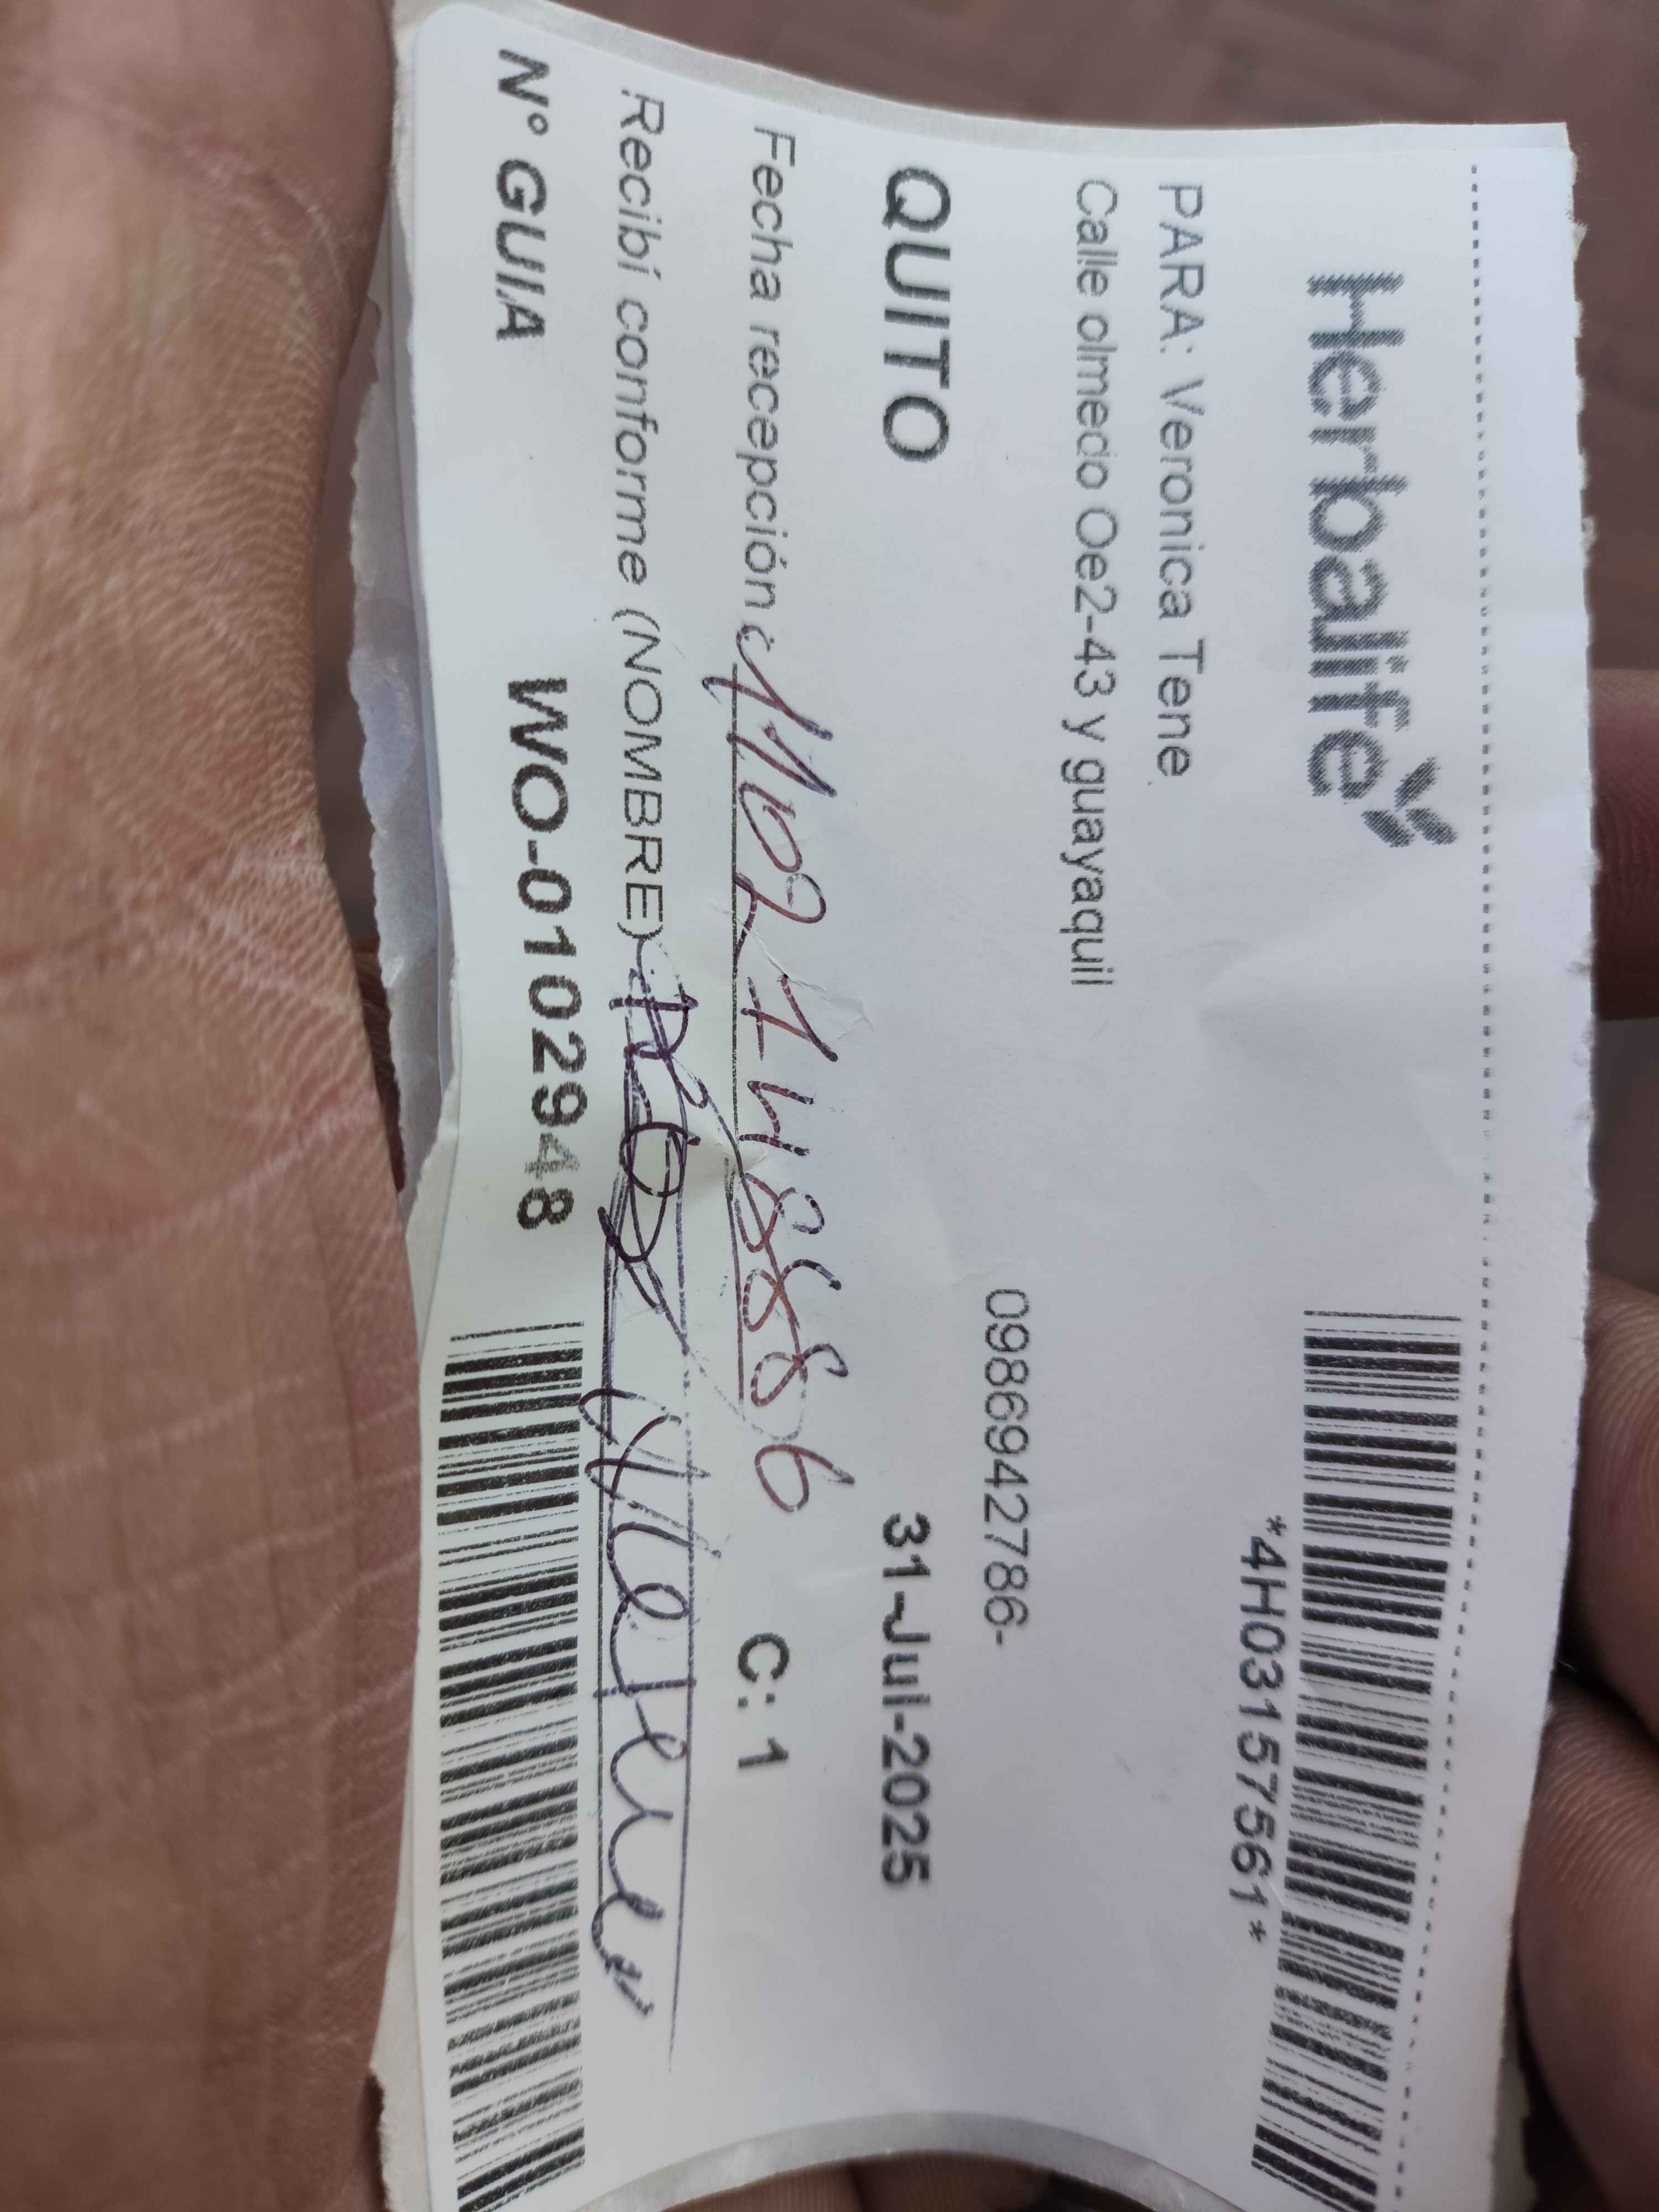 Herbalife
*4H03157561*
PARA: Veronica Tene
Calle olmedo Oe2-43 y guayaquil
0986942786-
QUITO 31-Jul-2025
Fecha recepción: C: 1
Recibí conforme (NOMBRE)
N° GUIA WO-0102948